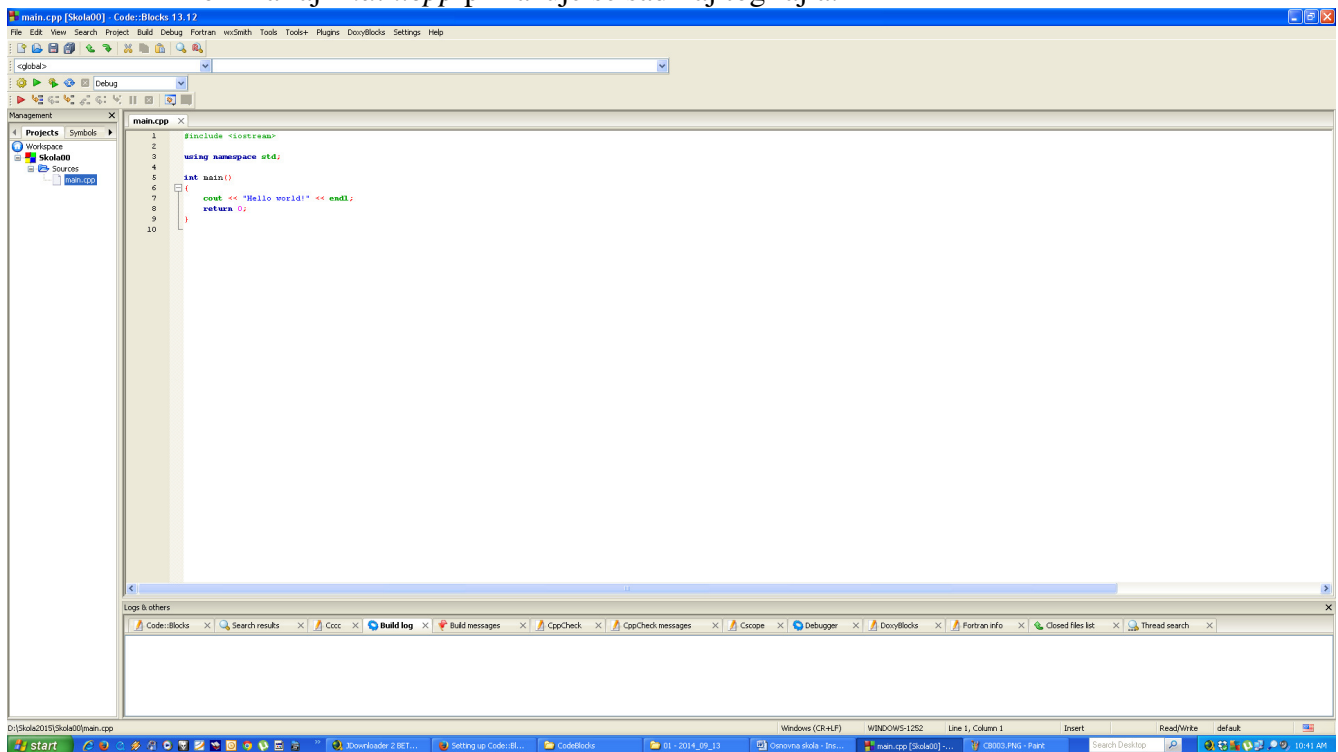 main.cpp [Skola00] - Code::Blocks 13.12
File Edit View Search Project Build Debug Fortran wxSmith Tools Tools+ Plugins DoxyBlocks Settings Help
<global>
Debug
Management
main.cpp
Projects Symbols
Workspace
Skola00
Sources
main.cpp
1 #include <iostream>
2
3 using namespace std;
4
5 int main()
6 {
7 cout << "Hello world!" << endl;
8 return 0;
9 }
10
Logs & others
Code::Blocks Search results Cccc Build log Build messages CppCheck CppCheck messages Cscope Debugger DoxyBlocks Fortran info Closed files list Thread search
D:\Skola2015\Skola00\main.cpp Windows (CR+LF) WINDOWS-1252 Line 1, Column 1 Insert Read/Write default
start JDownloader 2 BET... Setting up Code::Bl... CodeBlocks 01 - 2014_09_13 Osnovna skola - Ins... main.cpp [Skola00] -... CB003.PNG - Paint Search Desktop 10:41 AM